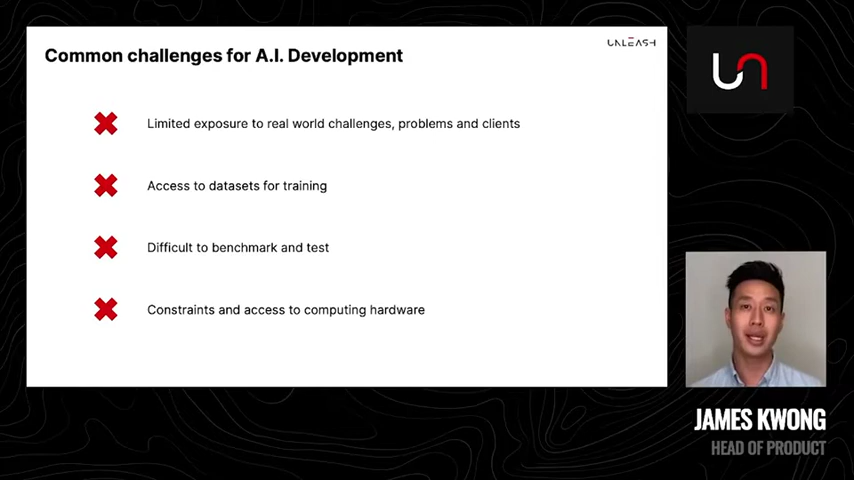 Common challenges for A.I. Development
UNLEASH
Limited exposure to real world challenges, problems and clients
Access to datasets for training
Difficult to benchmark and test
Constraints and access to computing hardware
un
JAMES KWONG
HEAD OF PRODUCT